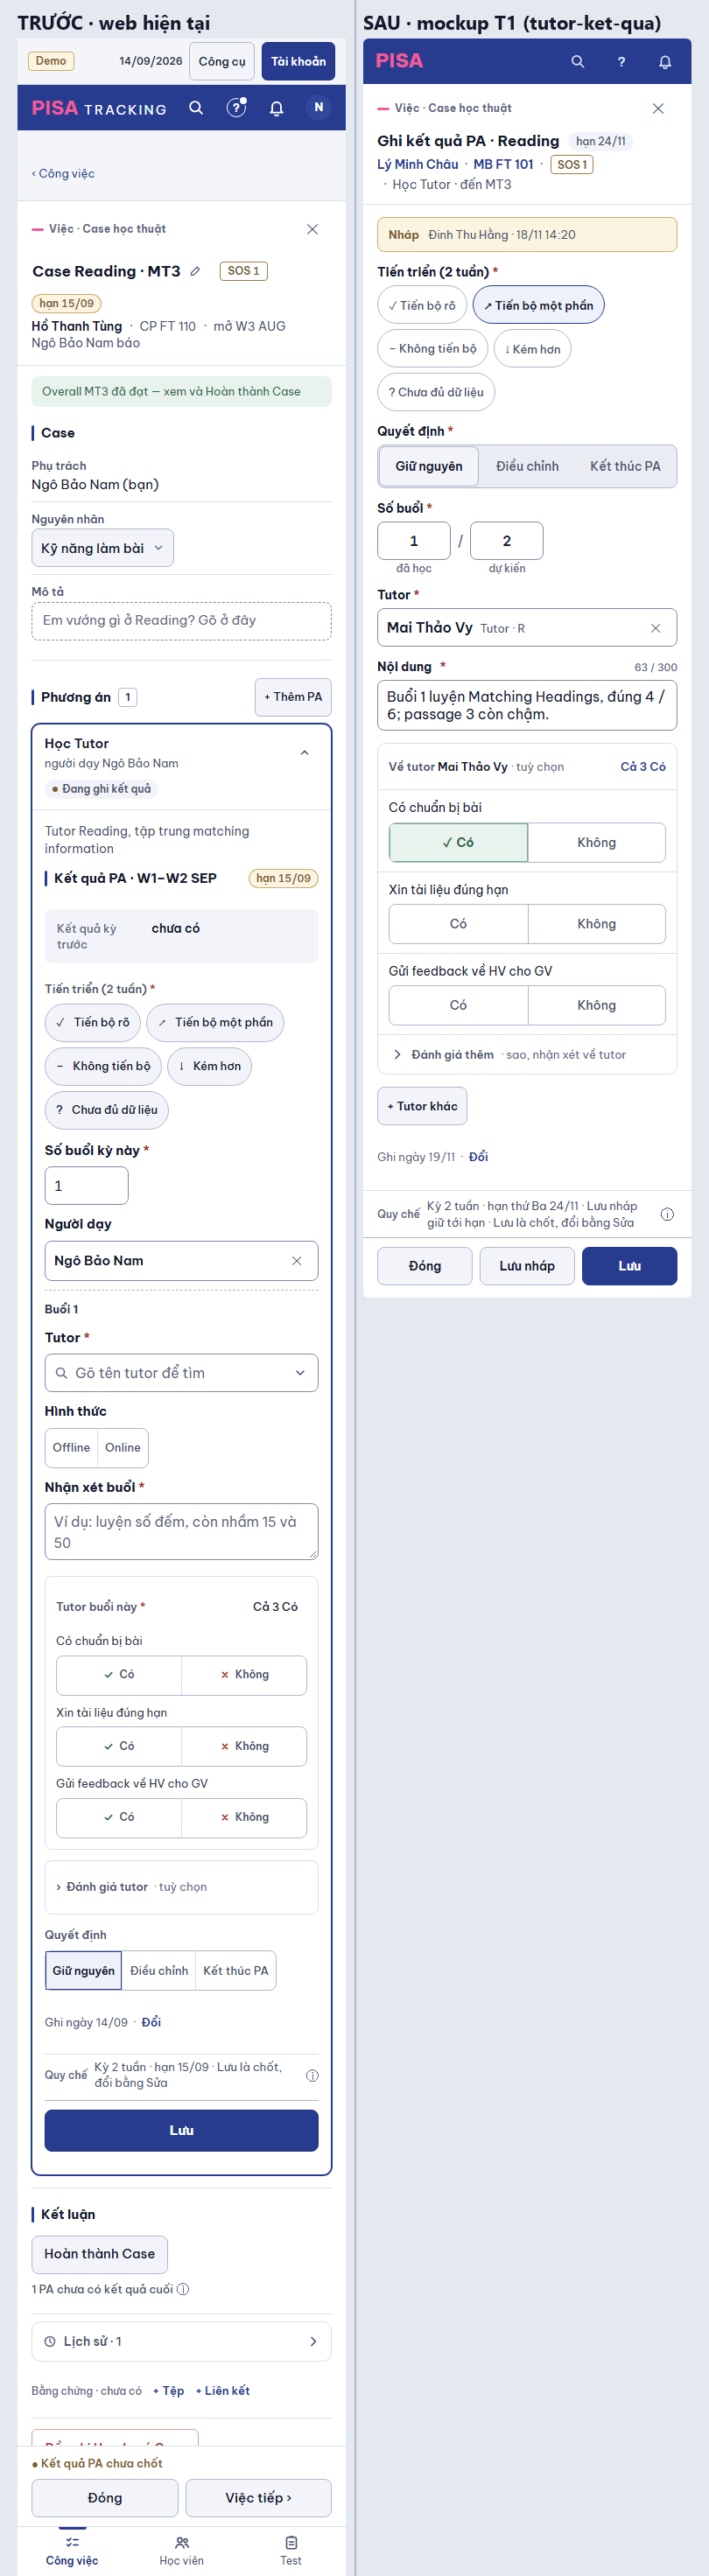 TRƯỚC · web hiện tại
Demo
14/09/2026
Công cụ
Tài khoản
PISA TRACKING
?
N
‹ Công việc
Việc · Case học thuật
Case Reading · MT3
SOS 1
hạn 15/09
Hồ Thanh Tùng · CP FT 110 · mở W3 AUG
Ngô Bảo Nam báo
Overall MT3 đã đạt — xem và Hoàn thành Case
Case
Phụ trách
Ngô Bảo Nam (bạn)
Nguyên nhân
Kỹ năng làm bài
Mô tả
Em vướng gì ở Reading? Gõ ở đây
Phương án 1
+ Thêm PA
Học Tutor
người dạy Ngô Bảo Nam
Đang ghi kết quả
Tutor Reading, tập trung matching
information
Kết quả PA · W1–W2 SEP
hạn 15/09
Kết quả kỳ
trước
chưa có
Tiến triển (2 tuần) *
✓ Tiến bộ rõ
↗ Tiến bộ một phần
– Không tiến bộ
↓ Kém hơn
? Chưa đủ dữ liệu
Số buổi kỳ này *
1
Người dạy
Ngô Bảo Nam
Buổi 1
Tutor *
Gõ tên tutor để tìm
Hình thức
Offline
Online
Nhận xét buổi *
Ví dụ: luyện số đếm, còn nhầm 15 và
50
Tutor buổi này *
Cả 3 Có
Có chuẩn bị bài
✓ Có
× Không
Xin tài liệu đúng hạn
✓ Có
× Không
Gửi feedback về HV cho GV
✓ Có
× Không
› Đánh giá tutor · tuỳ chọn
Quyết định
Giữ nguyên
Điều chỉnh
Kết thúc PA
Ghi ngày 14/09 · Đổi
Quy chế
Kỳ 2 tuần · hạn 15/09 · Lưu là chốt,
đổi bằng Sửa
Lưu
Kết luận
Hoàn thành Case
1 PA chưa có kết quả cuối
Lịch sử · 1
Bằng chứng · chưa có
+ Tệp
+ Liên kết
Kết quả PA chưa chốt
Đóng
Việc tiếp ›
Công việc
Học viên
Test
SAU · mockup T1 (tutor-ket-qua)
PISA
?
Việc · Case học thuật
Ghi kết quả PA · Reading
hạn 24/11
Lý Minh Châu · MB FT 101 · SOS 1
· Học Tutor · đến MT3
Nháp
Đinh Thu Hằng · 18/11 14:20
Tiến triển (2 tuần) *
✓ Tiến bộ rõ
↗ Tiến bộ một phần
– Không tiến bộ
↓ Kém hơn
? Chưa đủ dữ liệu
Quyết định *
Giữ nguyên
Điều chỉnh
Kết thúc PA
Số buổi *
1 / 2
đã học
dự kiến
Tutor *
Mai Thảo Vy Tutor · R
Nội dung *
63 / 300
Buổi 1 luyện Matching Headings, đúng 4 /
6; passage 3 còn chậm.
Về tutor Mai Thảo Vy · tuỳ chọn
Cả 3 Có
Có chuẩn bị bài
✓ Có
Không
Xin tài liệu đúng hạn
Có
Không
Gửi feedback về HV cho GV
Có
Không
Đánh giá thêm · sao, nhận xét về tutor
+ Tutor khác
Ghi ngày 19/11 · Đổi
Quy chế
Kỳ 2 tuần · hạn thứ Ba 24/11 · Lưu nháp
giữ tới hạn · Lưu là chốt, đổi bằng Sửa
Đóng
Lưu nháp
Lưu